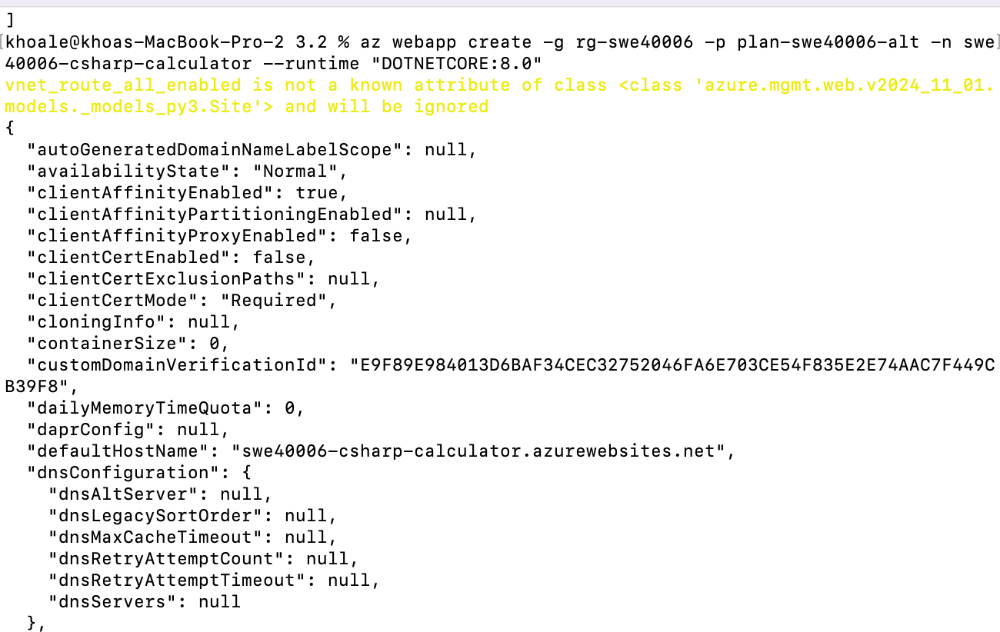 ]
khoale@khoas-MacBook-Pro-2 3.2 % az webapp create -g rg-swe40006 -p plan-swe40006-alt -n swe
40006-csharp-calculator --runtime "DOTNETCORE:8.0"
vnet_route_all_enabled is not a known attribute of class <class 'azure.mgmt.web.v2024_11_01.
models._models_py3.Site'> and will be ignored
{
  "autoGeneratedDomainNameLabelScope": null,
  "availabilityState": "Normal",
  "clientAffinityEnabled": true,
  "clientAffinityPartitioningEnabled": null,
  "clientAffinityProxyEnabled": false,
  "clientCertEnabled": false,
  "clientCertExclusionPaths": null,
  "clientCertMode": "Required",
  "cloningInfo": null,
  "containerSize": 0,
  "customDomainVerificationId": "E9F89E984013D6BAF34CEC32752046FA6E703CE54F835E2E74AAC7F449C
B39F8",
  "dailyMemoryTimeQuota": 0,
  "daprConfig": null,
  "defaultHostName": "swe40006-csharp-calculator.azurewebsites.net",
  "dnsConfiguration": {
    "dnsAltServer": null,
    "dnsLegacySortOrder": null,
    "dnsMaxCacheTimeout": null,
    "dnsRetryAttemptCount": null,
    "dnsRetryAttemptTimeout": null,
    "dnsServers": null
  },